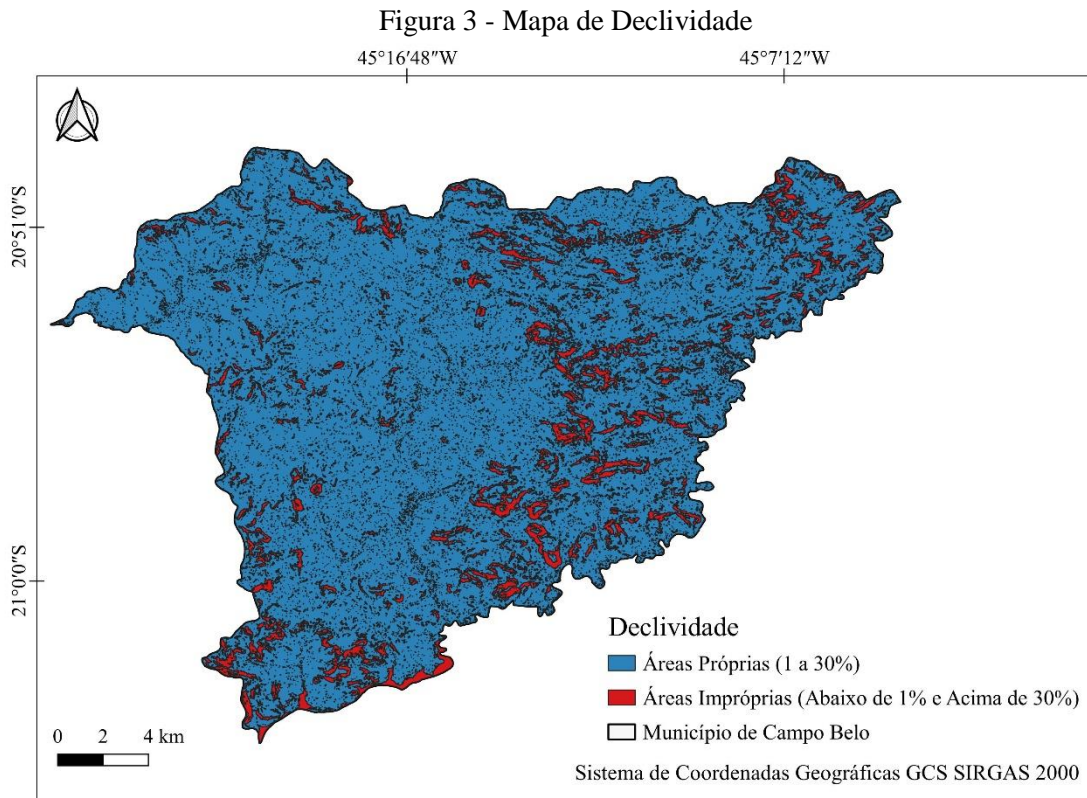 Figura 3 - Mapa de Declividade
45°16′48″W
45°7′12″W
20°51′0″S
21°0′0″S
Declividade
Áreas Próprias (1 a 30%)
Áreas Impróprias (Abaixo de 1% e Acima de 30%)
Município de Campo Belo
0 2 4 km
Sistema de Coordenadas Geográficas GCS SIRGAS 2000